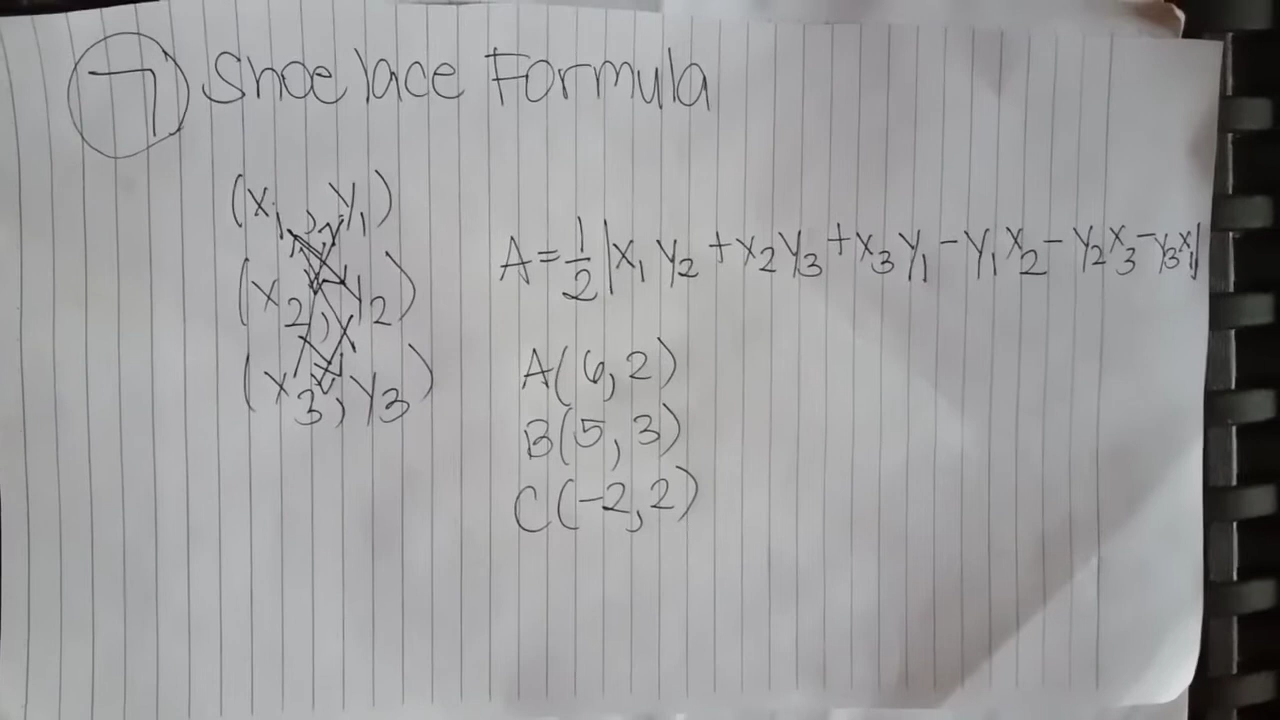 7 Shoelace Formula
(x₁, y₁)
(x₂, y₂)
(x₃, y₃)
A = 1/2 |x₁ y₂ + x₂ y₃ + x₃ y₁ - y₁ x₂ - y₂ x₃ - y₃ x₁|
A(6, 2)
B(5, 3)
C(-2, 2)